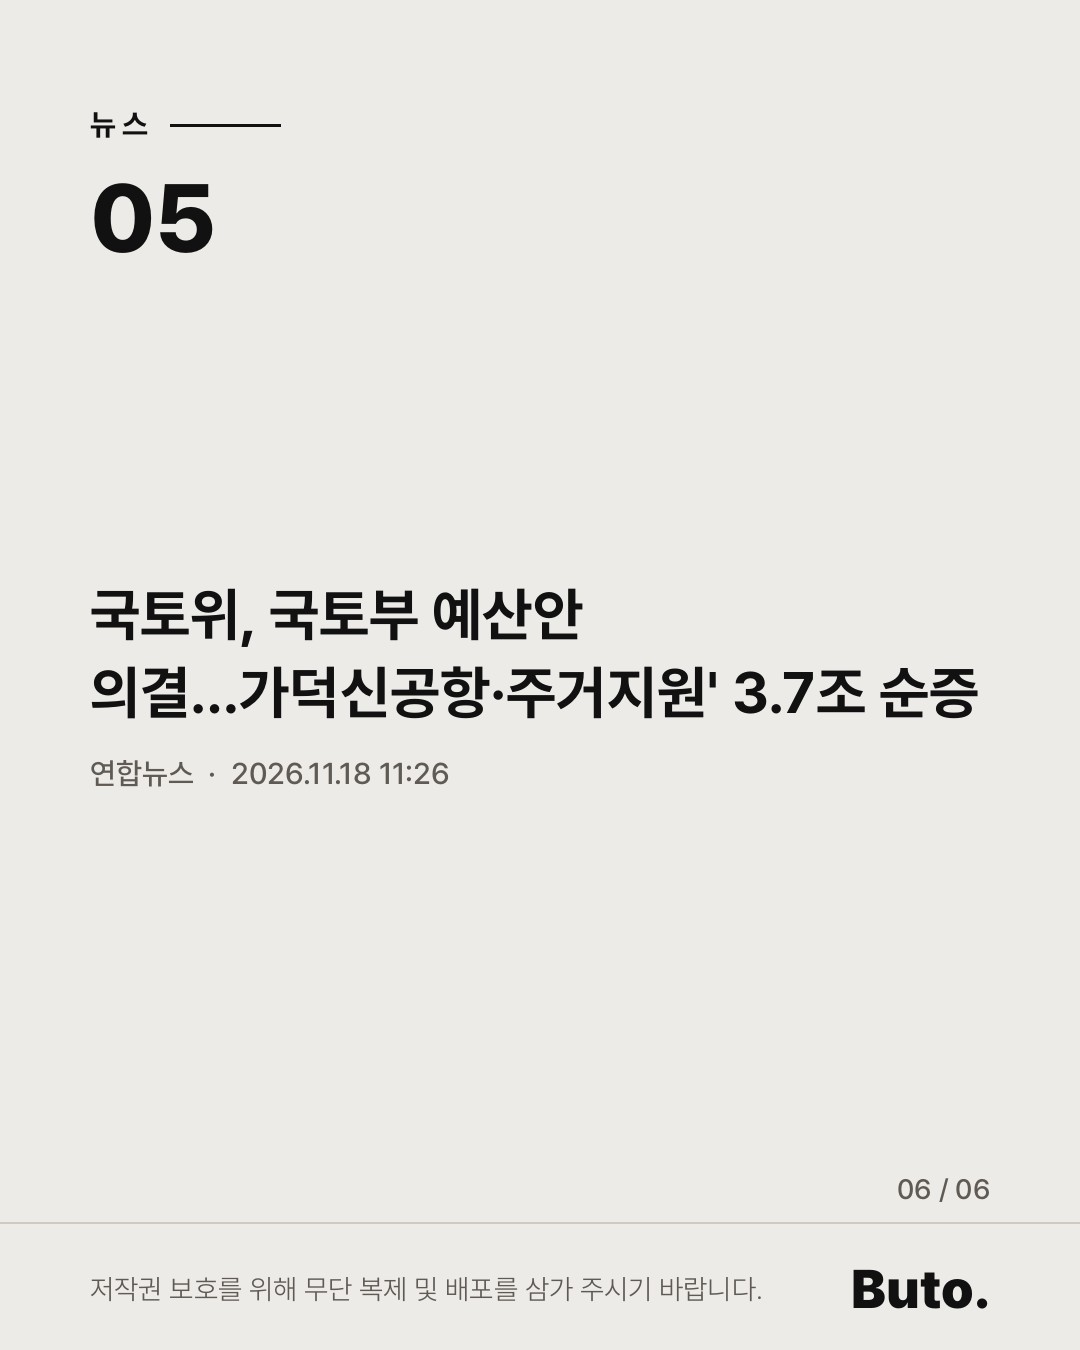 뉴스
05
국토위, 국토부 예산안
의결…가덕신공항·주거지원' 3.7조 순증
연합뉴스 · 2026.11.18 11:26
06 / 06
저작권 보호를 위해 무단 복제 및 배포를 삼가 주시기 바랍니다.
Buto.